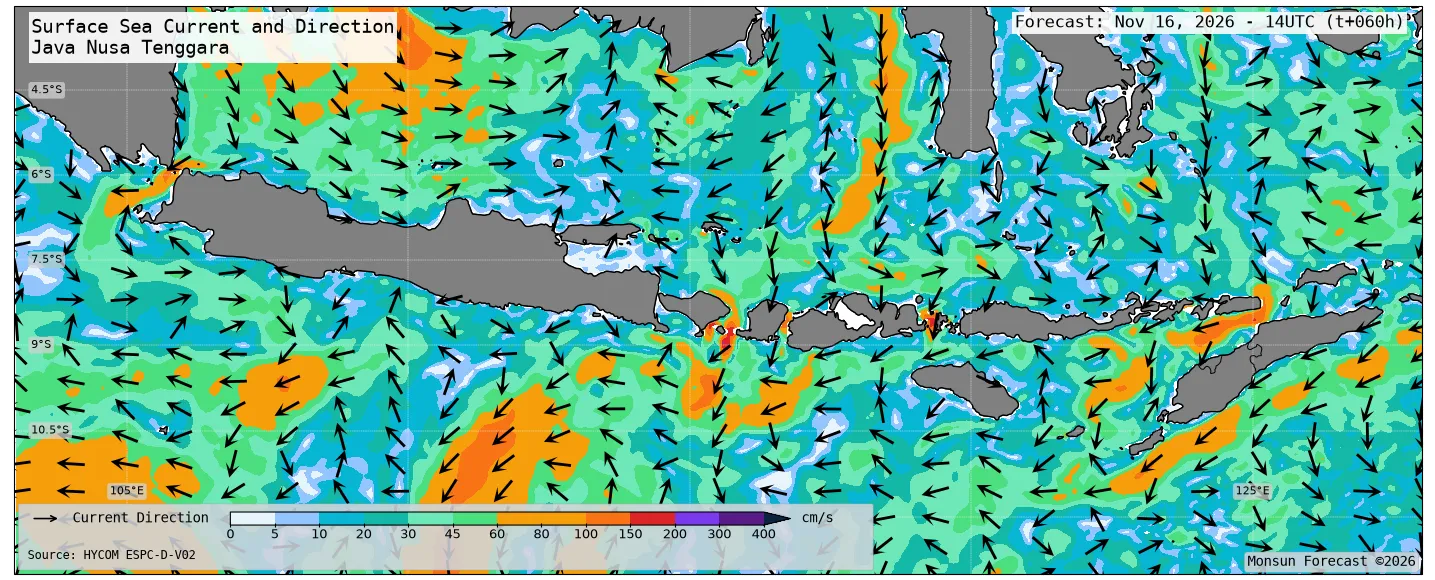 Surface Sea Current and Direction
Java Nusa Tenggara
Forecast: Nov 16, 2026 - 14UTC (t+060h)
4.5°S
6°S
7.5°S
9°S
10.5°S
105°E
125°E
Current Direction
0 5 10 20 30 45 60 80 100 150 200 300 400
cm/s
Source: HYCOM ESPC-D-V02
Monsun Forecast ©2026